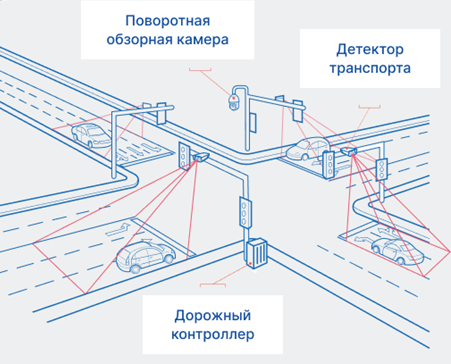 Поворотная
обзорная камера
Детектор
транспорта
Дорожный
контроллер